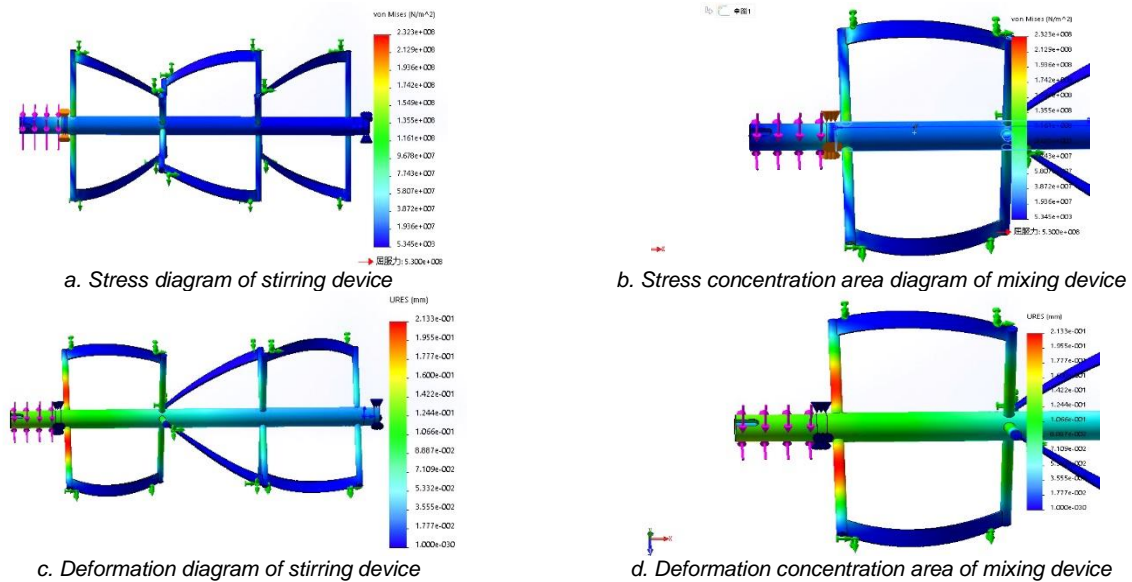 von Mises (N/m^2)
2.323e+008
2.129e+008
1.936e+008
1.742e+008
1.549e+008
1.355e+008
1.161e+008
9.678e+007
7.743e+007
5.807e+007
3.872e+007
1.936e+007
5.345e+003
屈服力: 5.300e+008
a. Stress diagram of stirring device
von Mises (N/m^2)
2.323e+008
2.129e+008
1.936e+008
1.742e+008
1.549e+008
1.355e+008
3.872e+007
1.936e+007
5.345e+003
屈服力: 5.300e+008
b. Stress concentration area diagram of mixing device
URES (mm)
2.133e-001
1.955e-001
1.777e-001
1.600e-001
1.422e-001
1.244e-001
1.066e-001
8.887e-002
7.109e-002
5.332e-002
3.555e-002
1.777e-002
1.000e-030
c. Deformation diagram of stirring device
URES (mm)
2.133e-001
1.955e-001
1.777e-001
1.244e-001
1.066e-001
7.109e-002
1.777e-002
1.000e-030
d. Deformation concentration area of mixing device